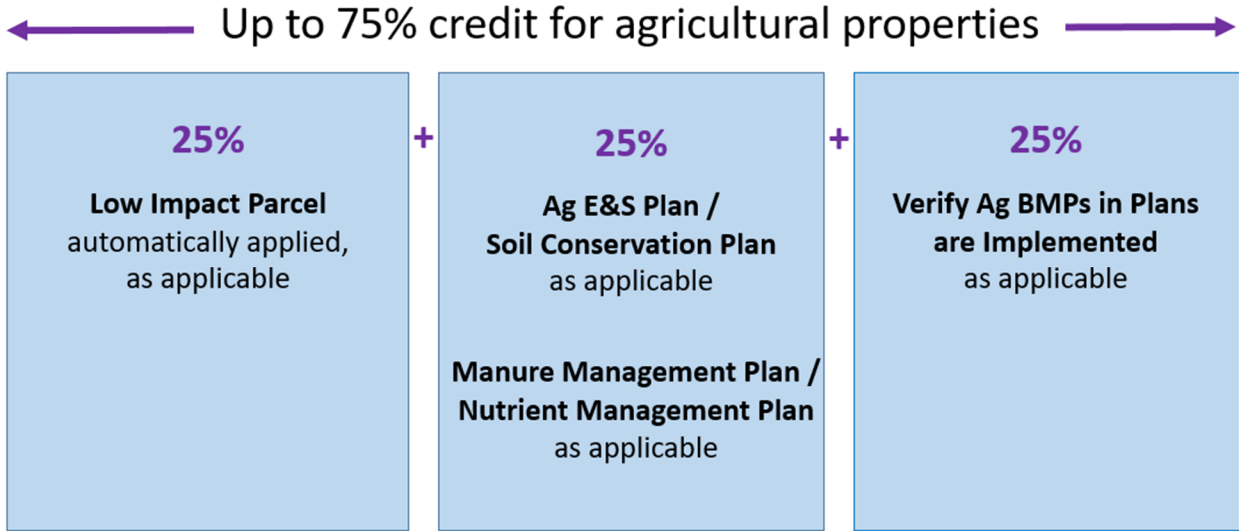 Up to 75% credit for agricultural properties
25%
Low Impact Parcel
automatically applied,
as applicable
+
25%
Ag E&S Plan /
Soil Conservation Plan
as applicable
Manure Management Plan /
Nutrient Management Plan
as applicable
+
25%
Verify Ag BMPs in Plans
are Implemented
as applicable